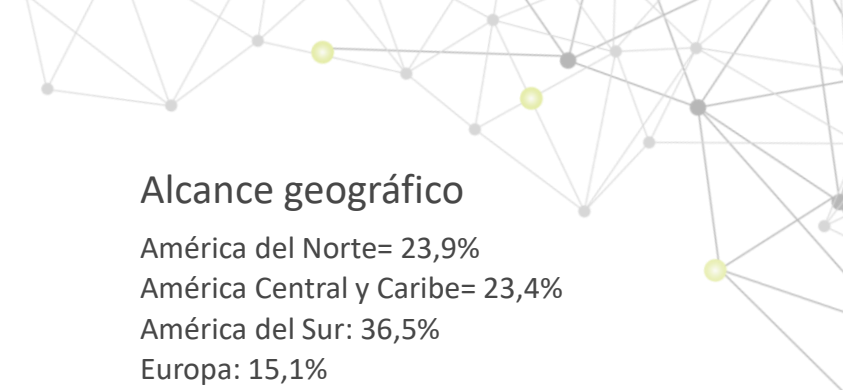 Alcance geográfico
América del Norte= 23,9%
América Central y Caribe= 23,4%
América del Sur: 36,5%
Europa: 15,1%